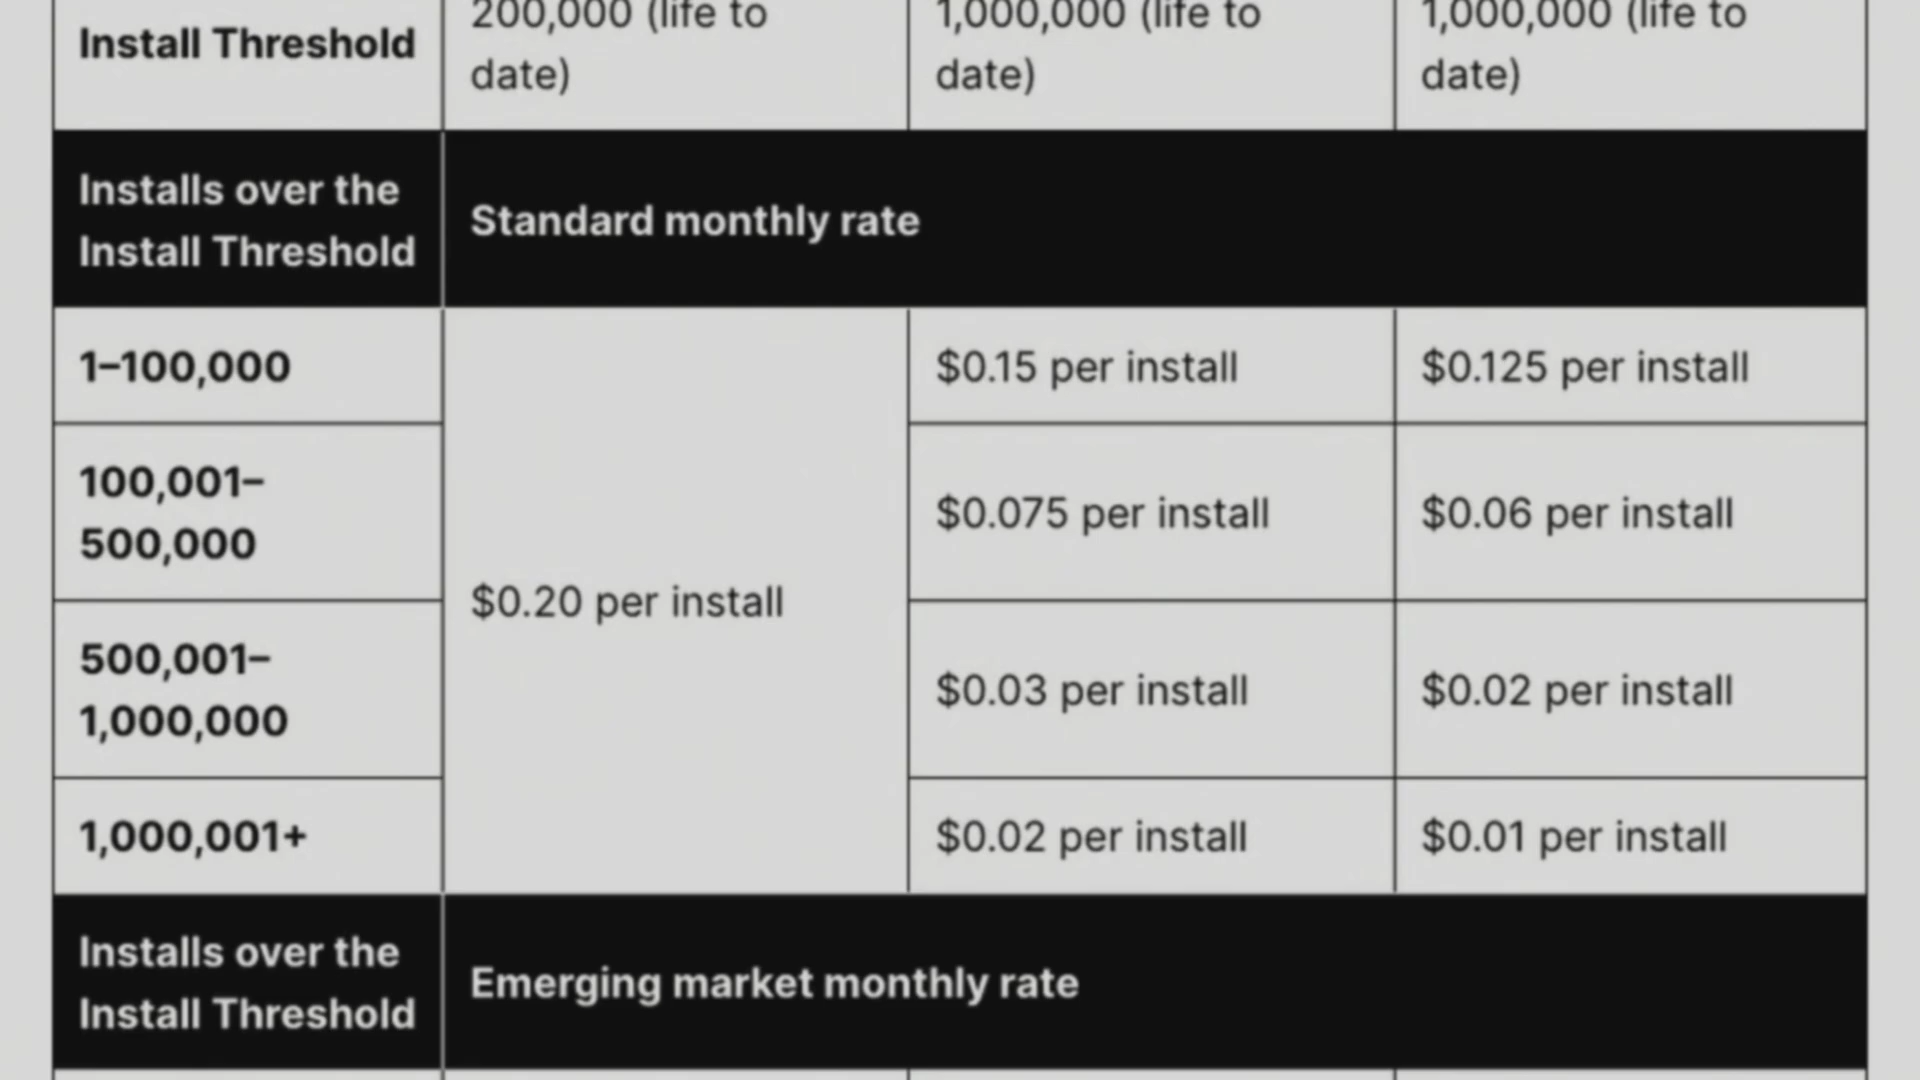 Install Threshold
200,000 (life to
date)
1,000,000 (life to
date)
1,000,000 (life to
date)
Installs over the
Install Threshold
Standard monthly rate
1–100,000
$0.15 per install
$0.125 per install
100,001–
500,000
$0.075 per install
$0.06 per install
$0.20 per install
500,001–
1,000,000
$0.03 per install
$0.02 per install
1,000,001+
$0.02 per install
$0.01 per install
Installs over the
Install Threshold
Emerging market monthly rate